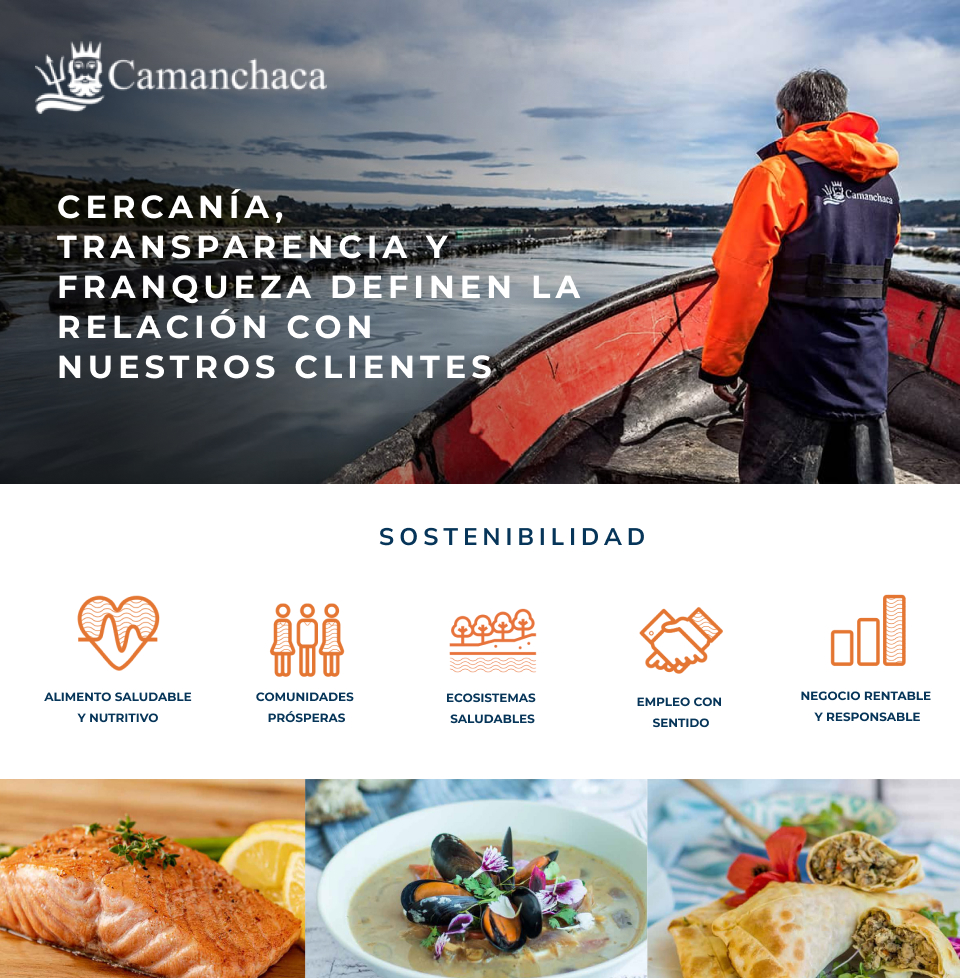 Camanchaca
Camanchaca
CERCANÍA,
TRANSPARENCIA Y
FRANQUEZA DEFINEN LA
RELACIÓN CON
NUESTROS CLIENTES
SOSTENIBILIDAD
ALIMENTO SALUDABLE
Y NUTRITIVO
COMUNIDADES
PRÓSPERAS
ECOSISTEMAS
SALUDABLES
EMPLEO CON
SENTIDO
NEGOCIO RENTABLE
Y RESPONSABLE